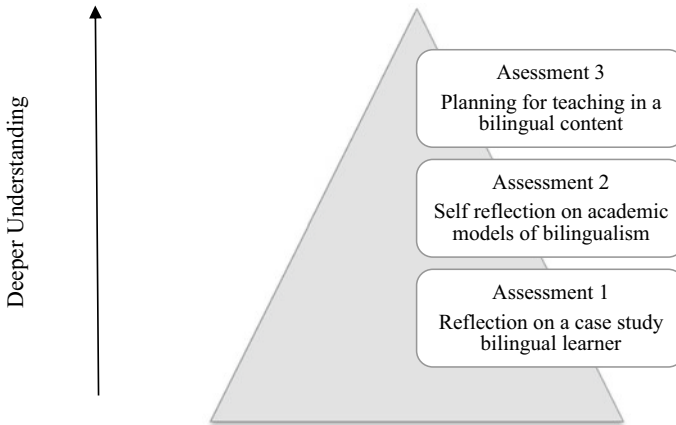 Deeper Understanding
Asessment 3
Planning for teaching in a
bilingual content
Assessment 2
Self reflection on academic
models of bilingualism
Assessment 1
Reflection on a case study
bilingual learner